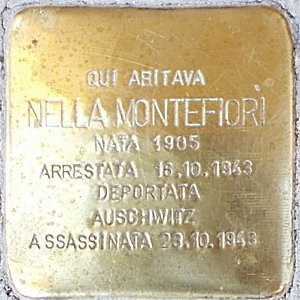 QUI ABITAVA
NELLA MONTEFIORI
NATA 1905
ARRESTATA 16.10.1943
DEPORTATA
AUSCHWITZ
ASSASSINATA 23.10.1943